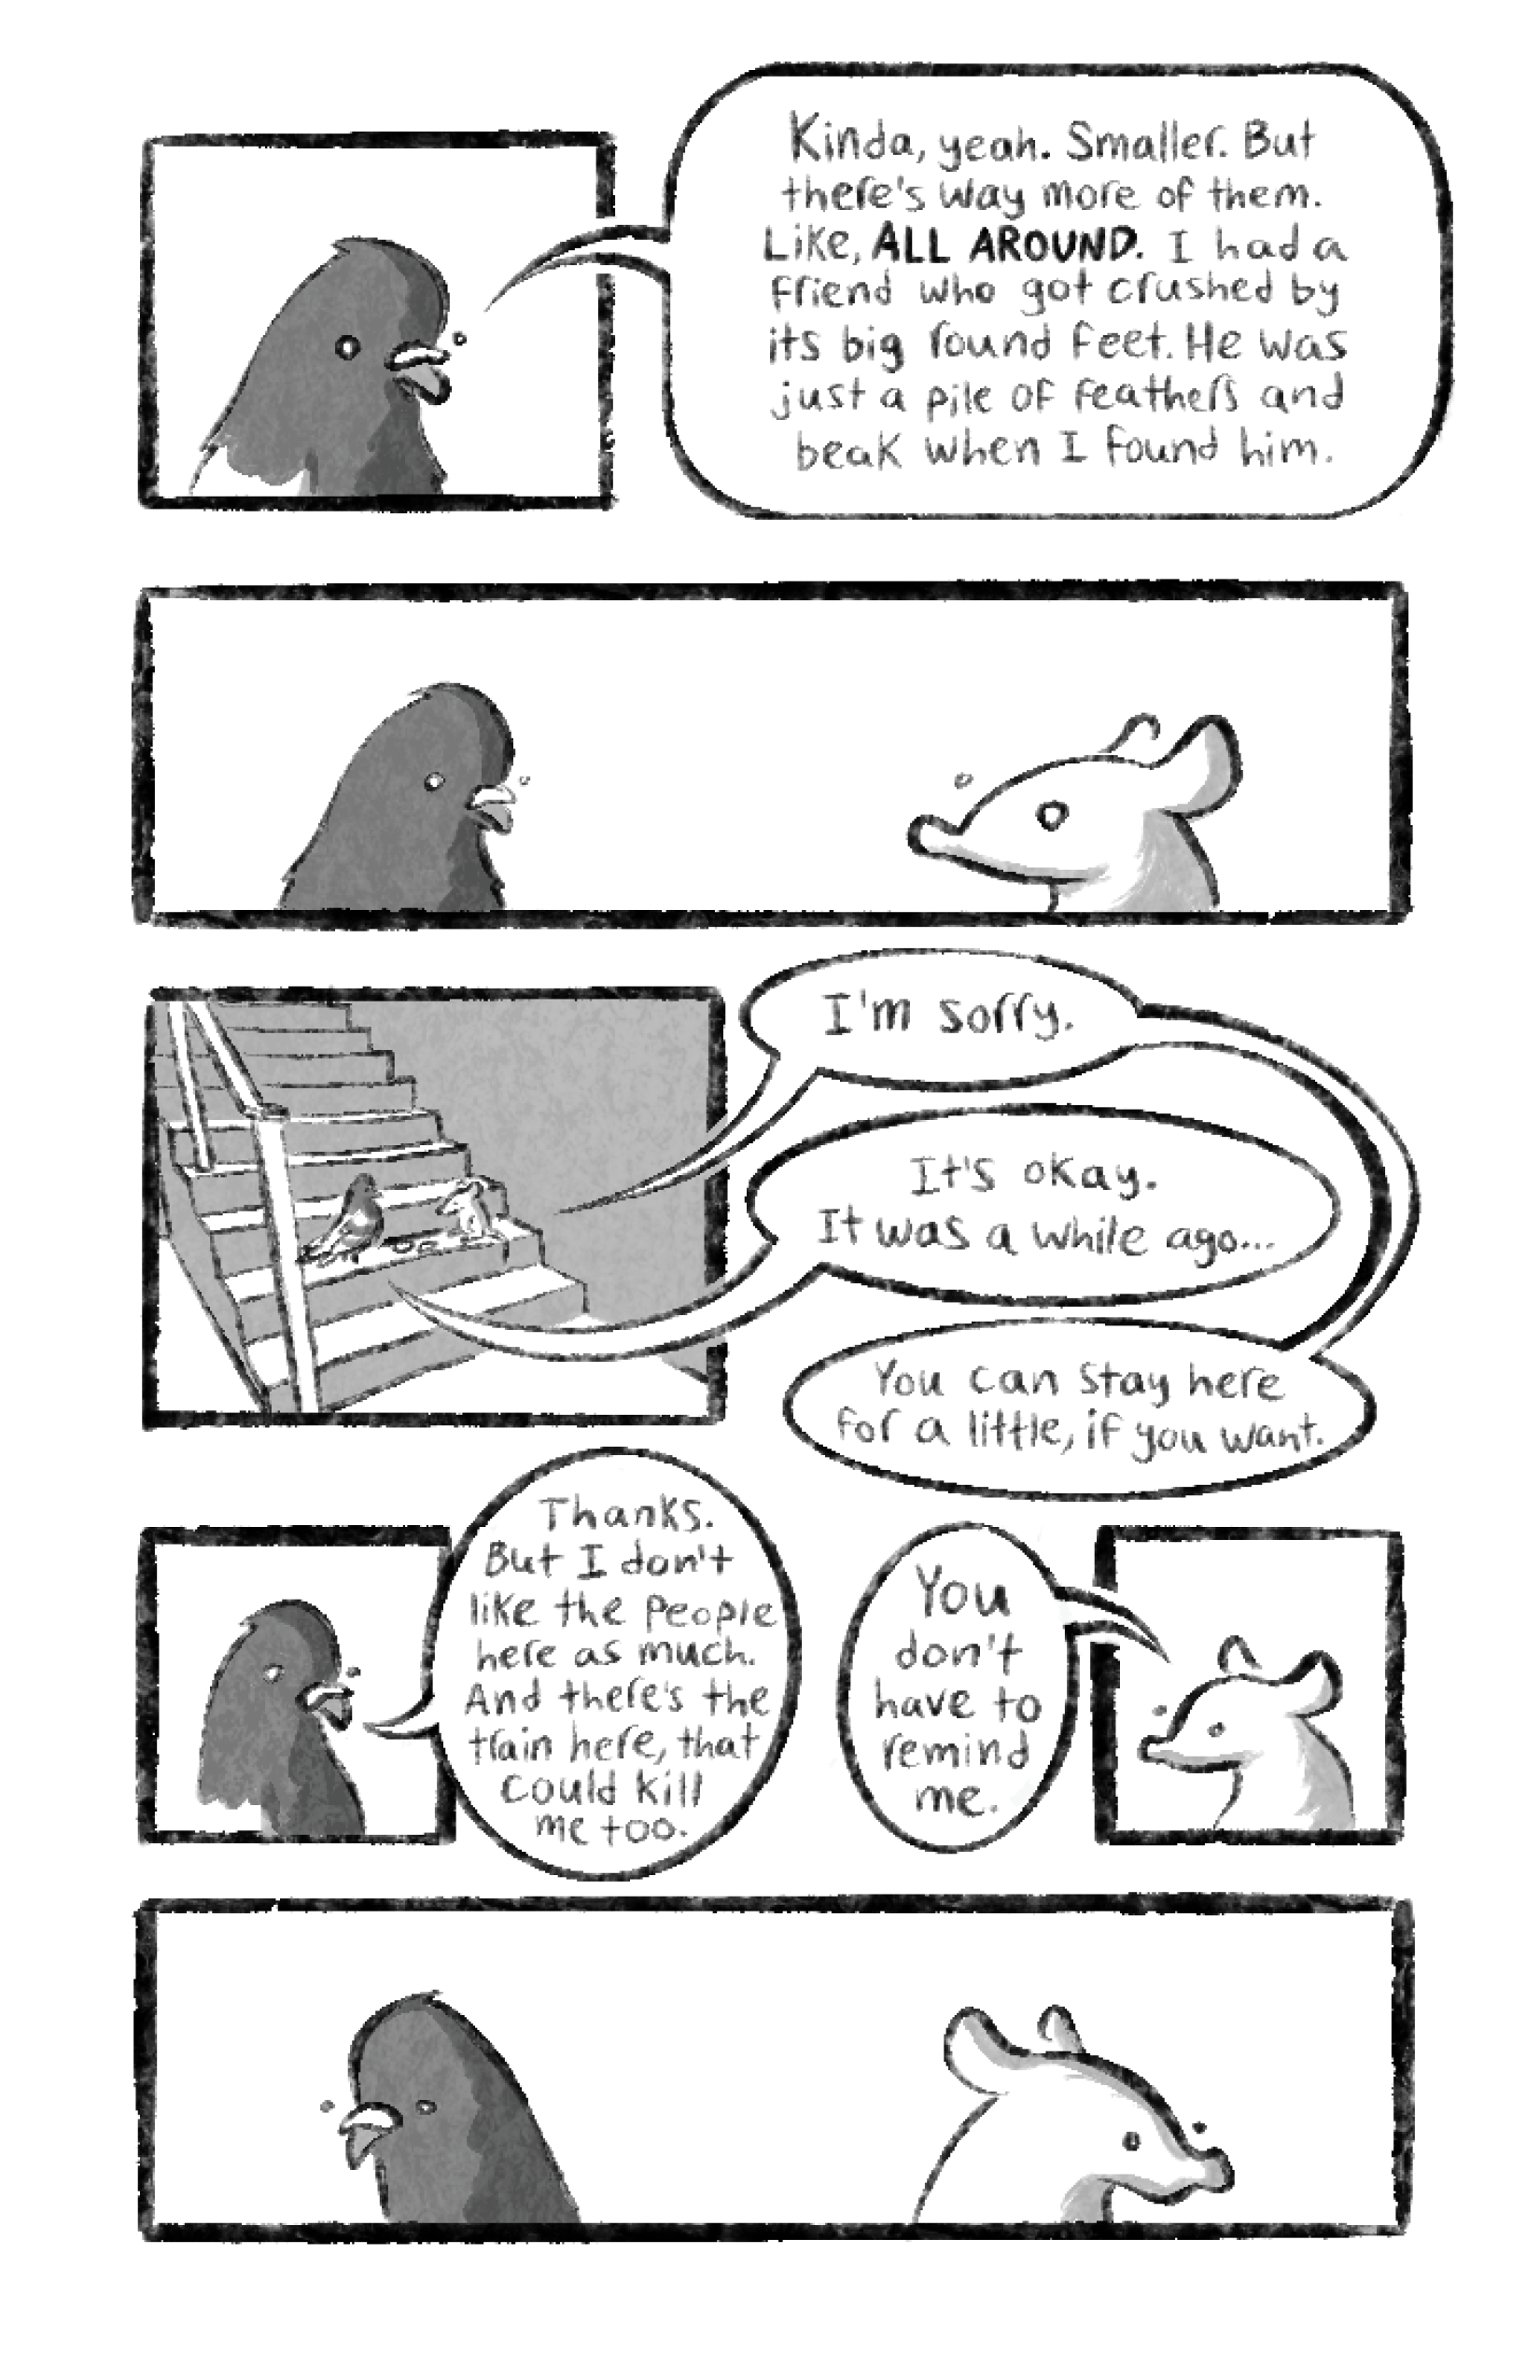 Kinda, yeah. Smaller. But
there's way more of them.
Like, ALL AROUND. I had a
friend who got crushed by
its big round feet. He was
just a pile of feathers and
beak when I found him.
I'm sorry.
It's okay.
It was a while ago...
You can stay here
for a little, if you want.
Thanks.
But I don't
like the people
here as much.
And there's the
train here, that
could kill
me too.
You
don't
have to
remind
me.